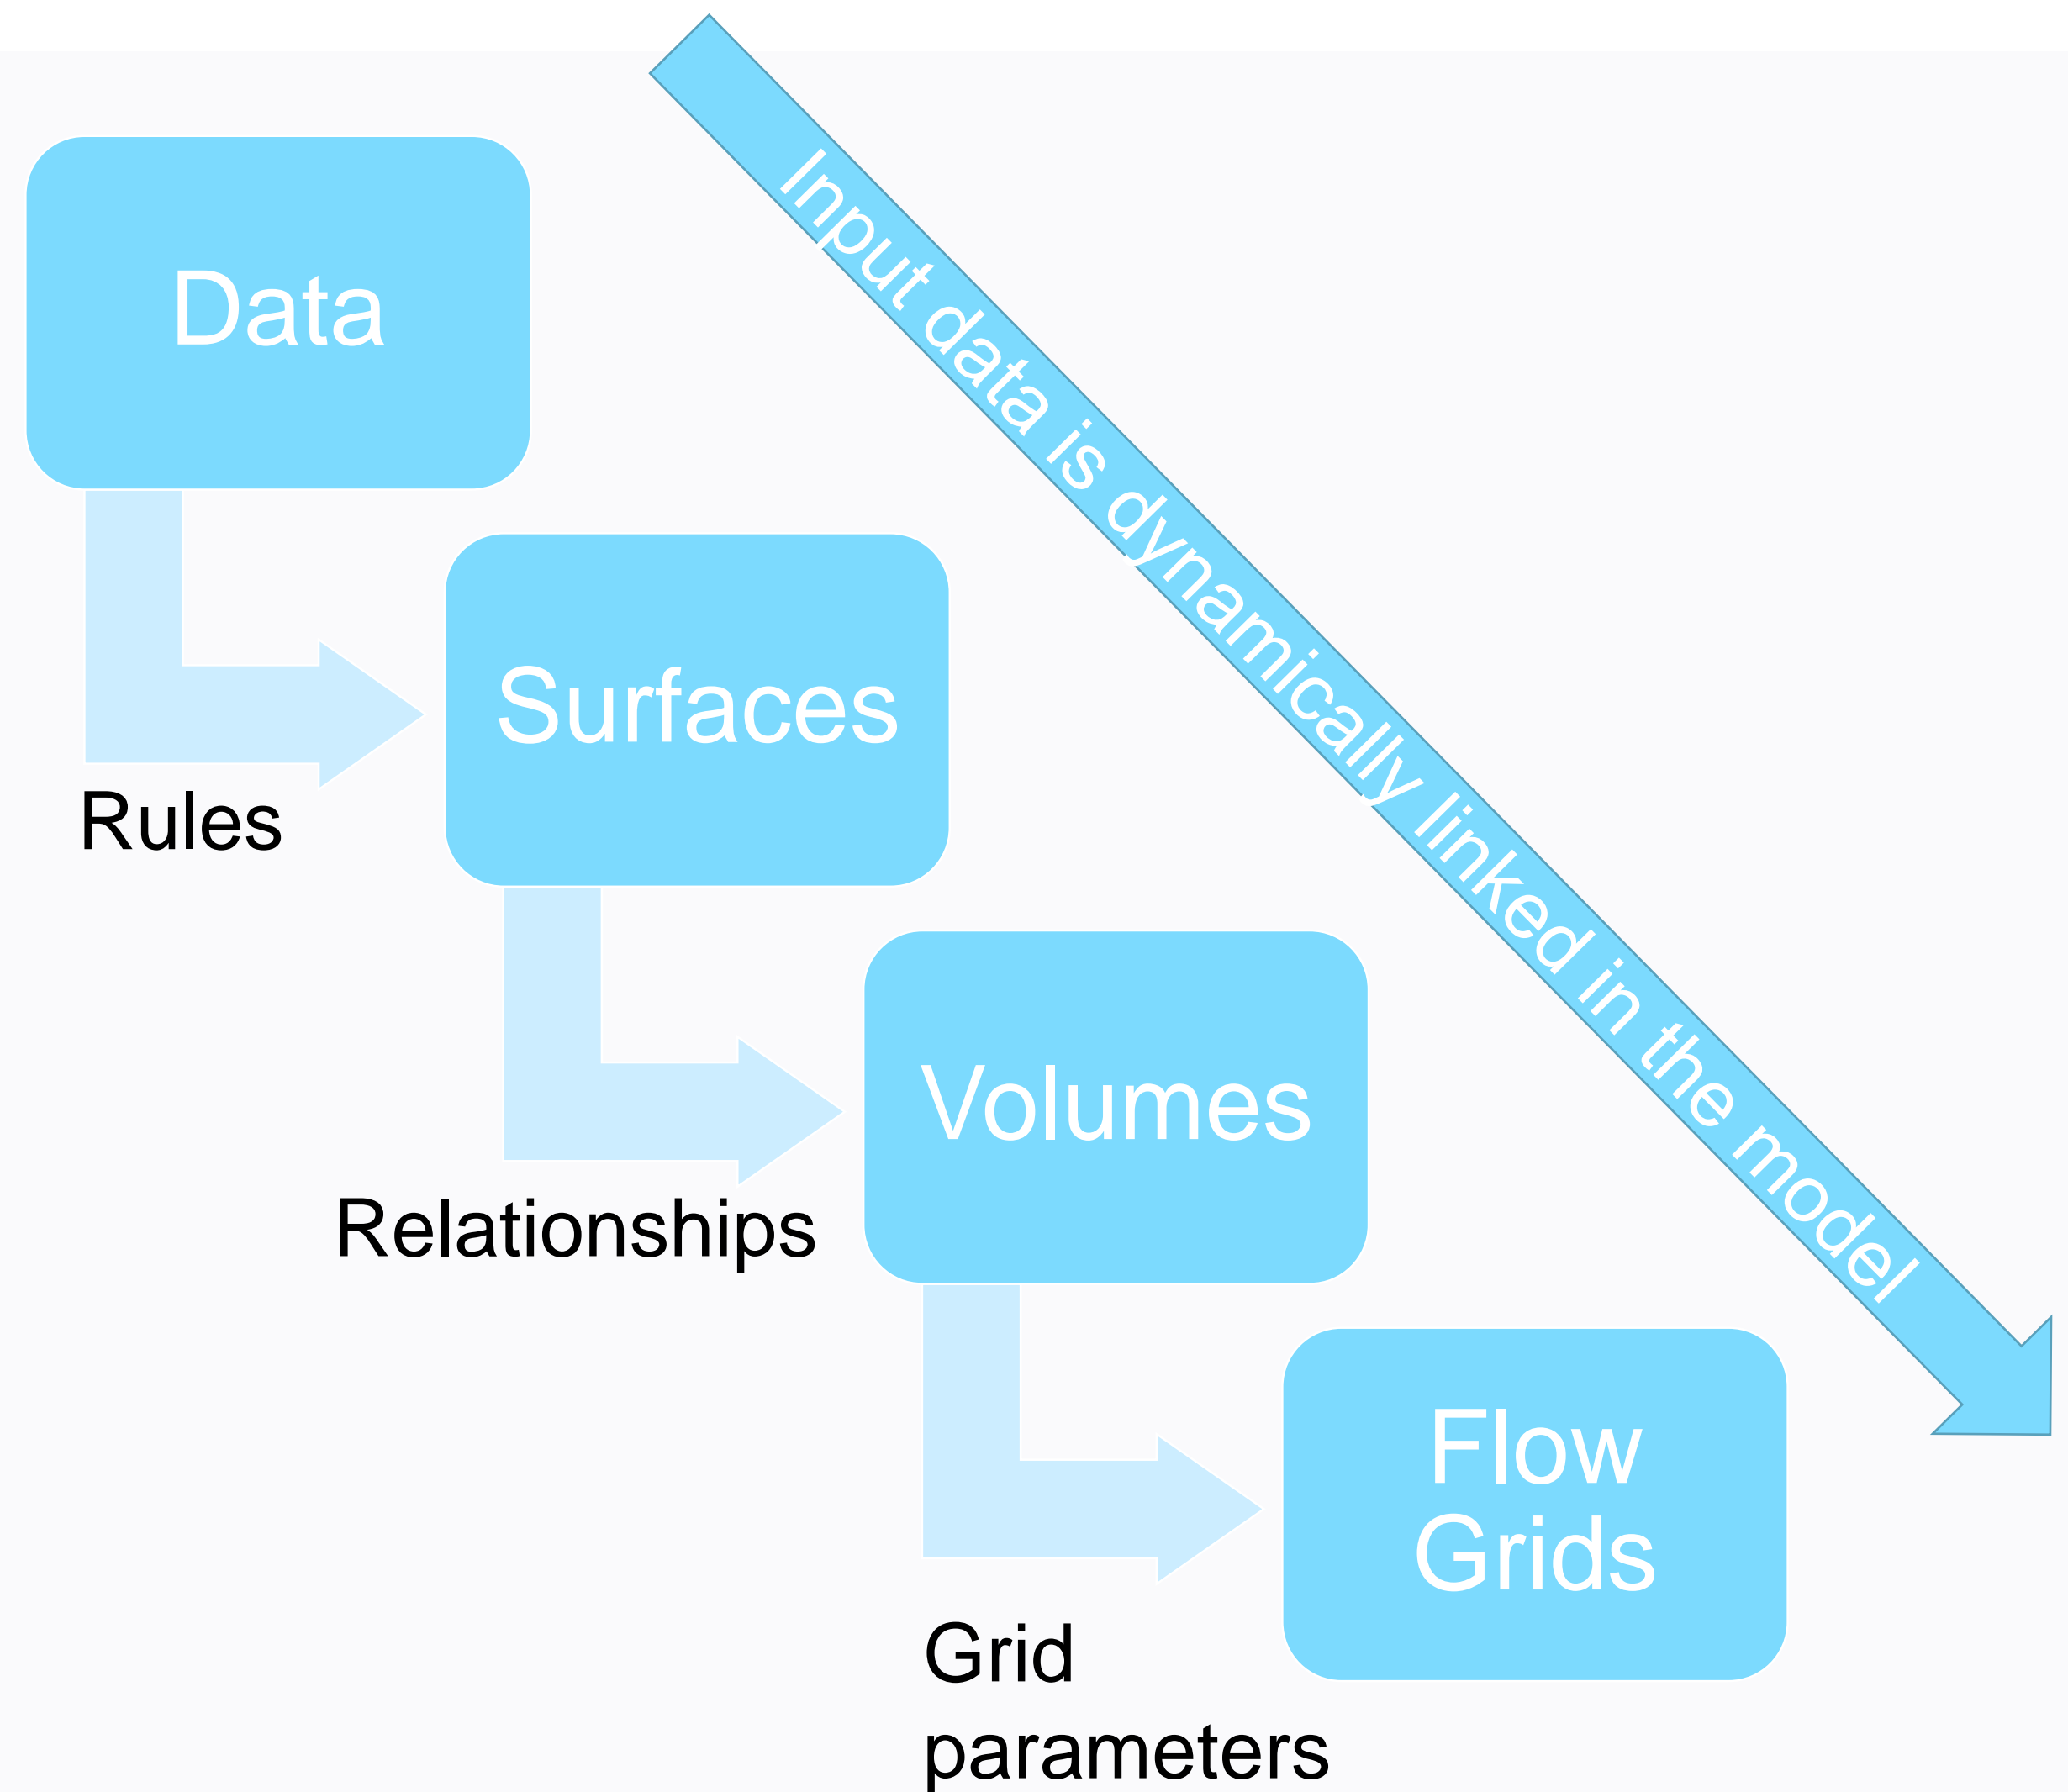 Data
Input data is dynamically linked in the model
Surfaces
Rules
Volumes
Relationships
Flow
Grids
Grid
parameters